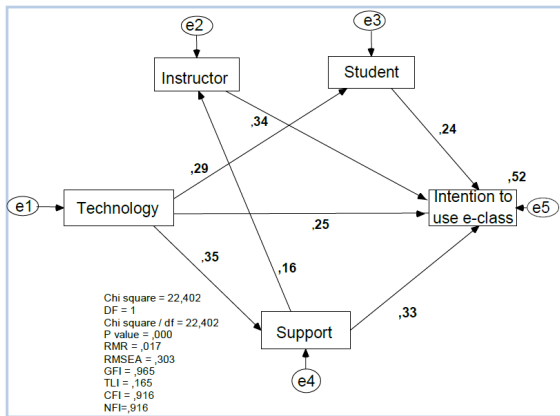 e2
e3
Instructor
Student
,34
,24
,29
,52
e1
Technology
Intention to
use e-class
e5
,25
,35
,16
,33
Support
e4
Chi square = 22,402
DF = 1
Chi square / df = 22,402
P value = ,000
RMR = ,017
RMSEA = ,303
GFI = ,965
TLI = ,165
CFI = ,916
NFI=,916